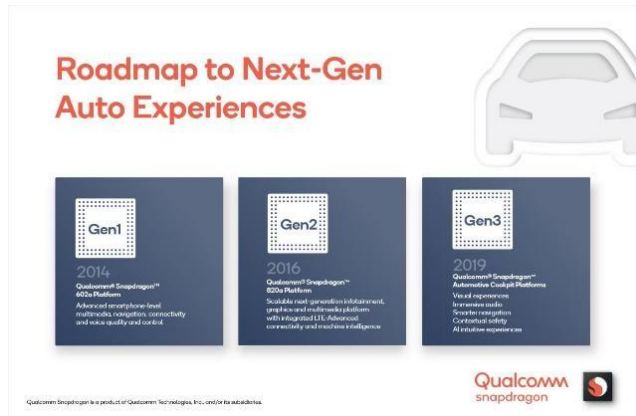 Roadmap to Next-Gen
Auto Experiences
Gen1
2014
Qualcomm® Snapdragon™
602a Platform
Advanced smartphone-level
multimedia, navigation, connectivity
and voice quality and control
Gen2
2016
Qualcomm® Snapdragon™
820a Platform
Scalable next-generation infotainment,
graphics and multimedia platform
with integrated LTE-Advanced
connectivity and machine intelligence
Gen3
2019
Qualcomm® Snapdragon™
Automotive Cockpit Platforms
Visual experiences
Immersive audio
Smarter navigation
Contextual safety
AI intuitive experiences
Qualcomm Snapdragon is a product of Qualcomm Technologies, Inc., and/or its subsidiaries.
Qualcomm
snapdragon